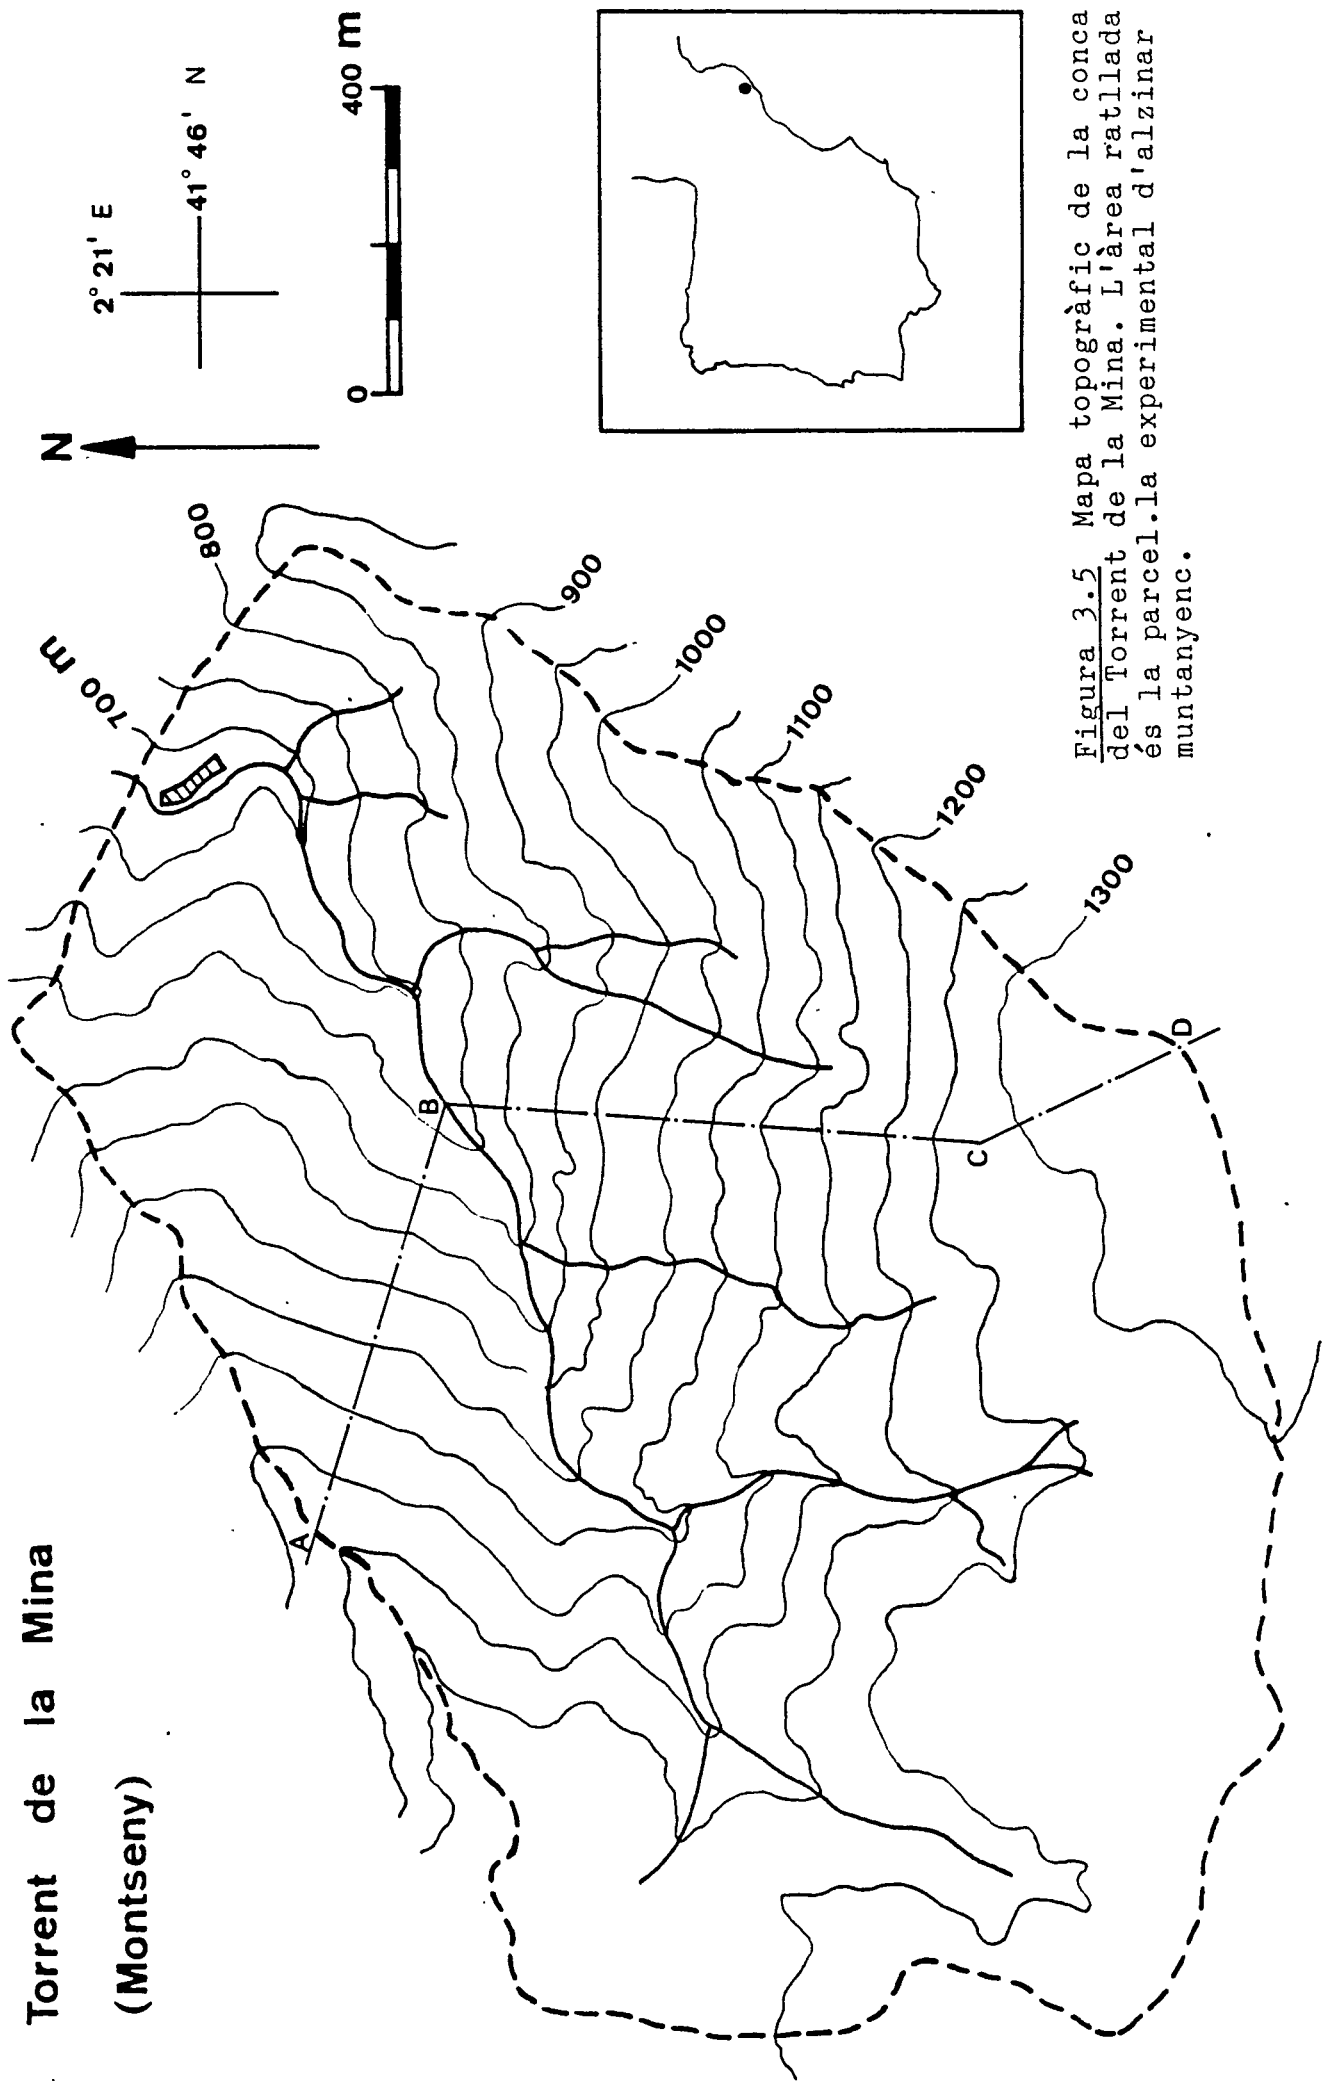 Torrent de la Mina
(Montseny)
N
2° 21' E
41° 46' N
0
400 m
700 m
800
900
1000
1100
1200
1300
A
B
C
D
Figura 3.5 Mapa topogràfic de la conca
del Torrent de la Mina. L'àrea ratllada
és la parcel.la experimental d'alzinar
muntanyenc.